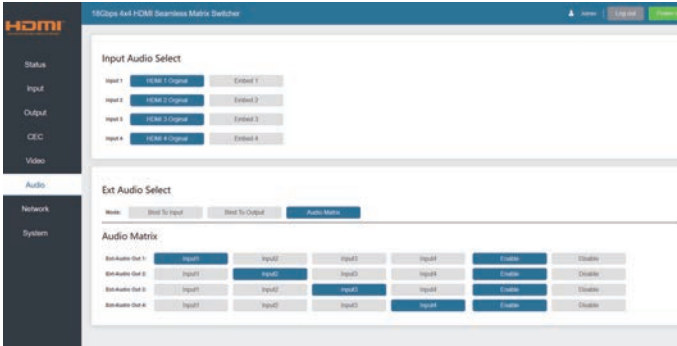 HDMI
18Gbps 4x4 HDMI Seamless Matrix Switcher
Admin
Log out
Status
Input
Output
CEC
Video
Audio
Network
System
Input Audio Select
Input 1 HDMI 1 Orginal Embed 1
Input 2 HDMI 2 Orginal Embed 2
Input 3 HDMI 3 Orginal Embed 3
Input 4 HDMI 4 Orginal Embed 4
Ext Audio Select
Mode: Bind To Input Bind To Output Audio Matrix
Audio Matrix
Ext-Audio Out 1: Input1 Input2 Input3 Input4 Enable Disable
Ext-Audio Out 2: Input1 Input2 Input3 Input4 Enable Disable
Ext-Audio Out 3: Input1 Input2 Input3 Input4 Enable Disable
Ext-Audio Out 4: Input1 Input2 Input3 Input4 Enable Disable